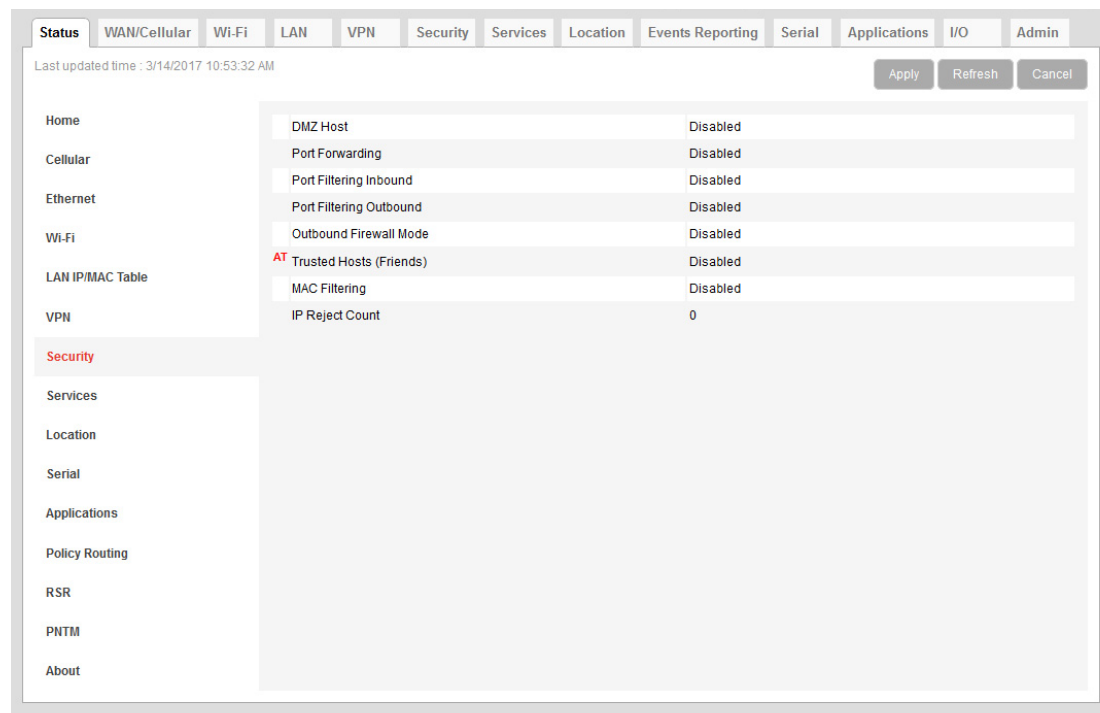 Status WAN/Cellular Wi-Fi LAN VPN Security Services Location Events Reporting Serial Applications I/O Admin
Last updated time : 3/14/2017 10:53:32 AM
Apply Refresh Cancel
Home
Cellular
Ethernet
Wi-Fi
LAN IP/MAC Table
VPN
Security
Services
Location
Serial
Applications
Policy Routing
RSR
PNTM
About
DMZ Host Disabled
Port Forwarding Disabled
Port Filtering Inbound Disabled
Port Filtering Outbound Disabled
Outbound Firewall Mode Disabled
AT Trusted Hosts (Friends) Disabled
MAC Filtering Disabled
IP Reject Count 0